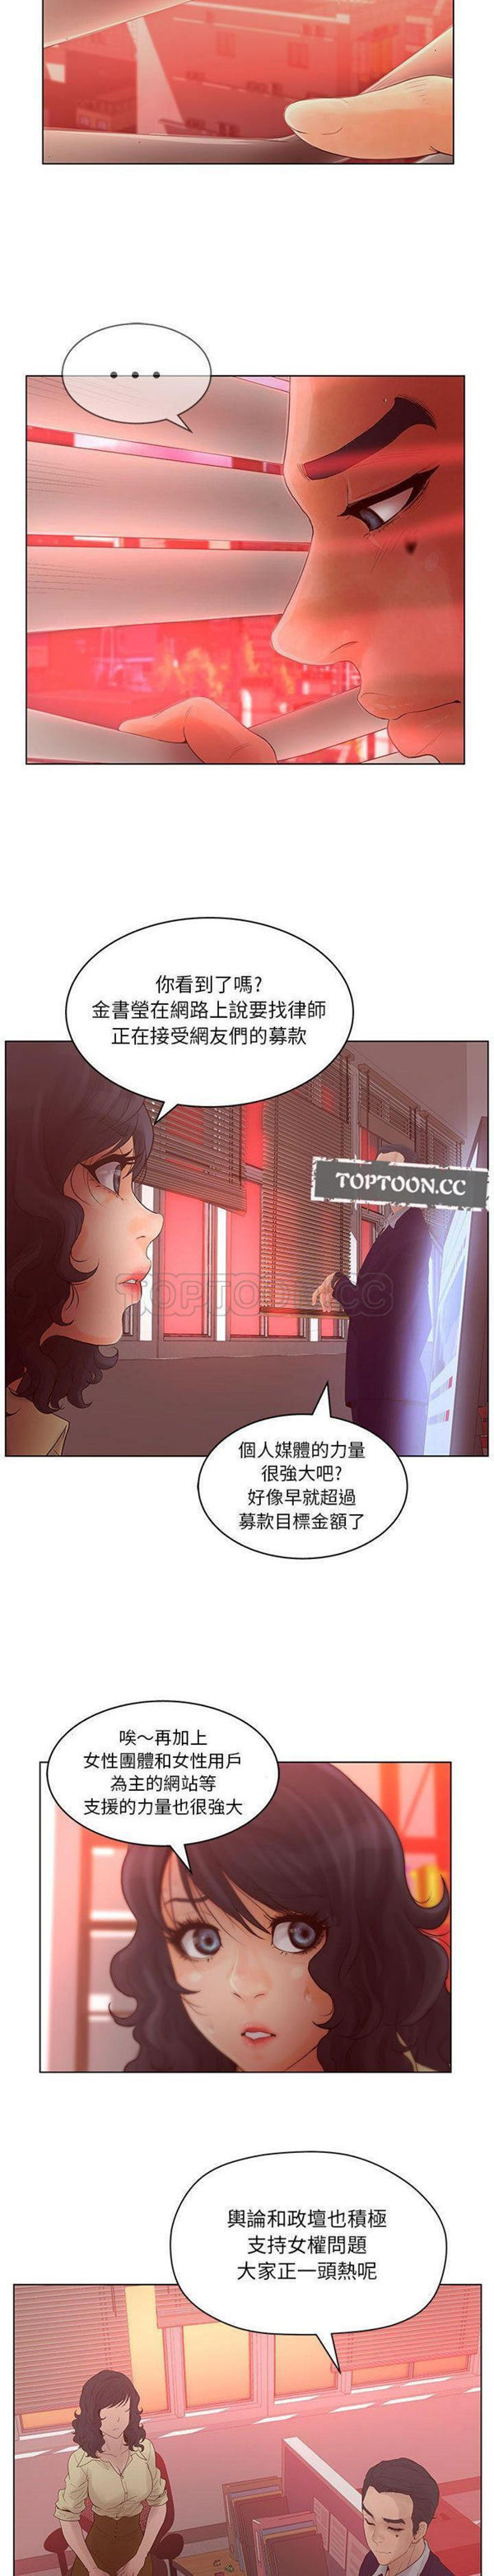 ...
你看到了嗎?
金書瑩在網路上說要找律師
正在接受網友們的募款
TOPTOON.CC
TOPTOON.CC
個人媒體的力量
很強大吧?
好像早就超過
募款目標金額了
唉～再加上
女性團體和女性用戶
為主的網站等
支援的力量也很強大
輿論和政壇也積極
支持女權問題
大家正一頭熱呢